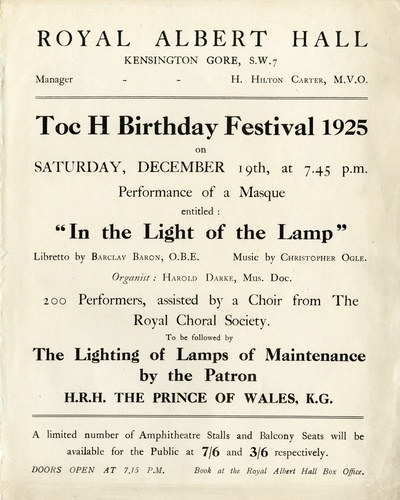 ROYAL ALBERT HALL
KENSINGTON GORE, S.W.7
Manager - - H. HILTON CARTER, M.V.O.
Toc H Birthday Festival 1925
on
SATURDAY, DECEMBER 19th, at 7.45 p.m.
Performance of a Masque
entitled :
"In the Light of the Lamp"
Libretto by BARCLAY BARON, O.B.E. Music by CHRISTOPHER OGLE.
Organist : HAROLD DARKE, Mus. Doc.
200 Performers, assisted by a Choir from The
Royal Choral Society.
To be followed by
The Lighting of Lamps of Maintenance
by the Patron
H.R.H. THE PRINCE OF WALES, K.G.
A limited number of Amphitheatre Stalls and Balcony Seats will be
available for the Public at 7/6 and 3/6 respectively.
DOORS OPEN AT 7.15 P.M. Book at the Royal Albert Hall Box Office.